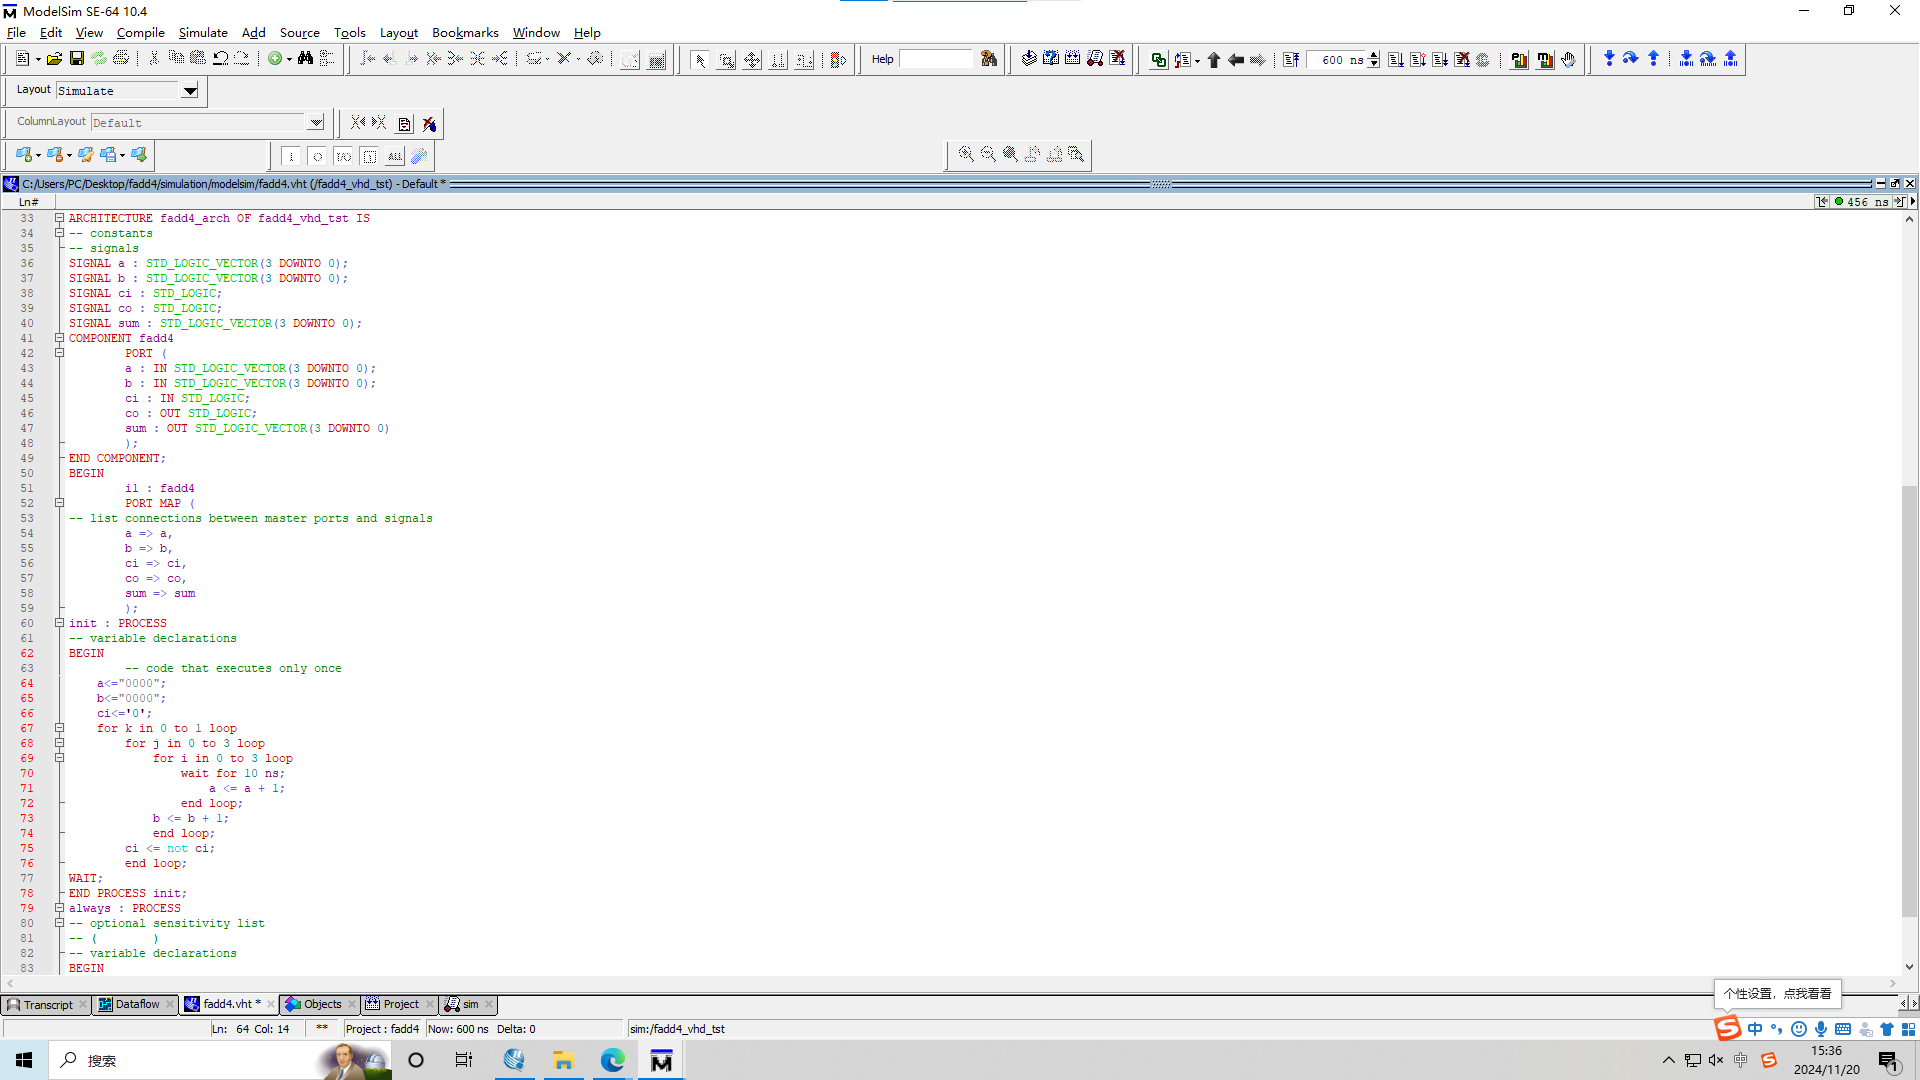 ModelSim SE-64 10.4
File Edit View Compile Simulate Add Source Tools Layout Bookmarks Window Help
Help
600 ns
Layout Simulate
ColumnLayout Default
C:/Users/PC/Desktop/fadd4/simulation/modelsim/fadd4.vht (/fadd4_vhd_tst) - Default *
Ln#
456 ns
33 ARCHITECTURE fadd4_arch OF fadd4_vhd_tst IS
34 -- constants
35 -- signals
36 SIGNAL a : STD_LOGIC_VECTOR(3 DOWNTO 0);
37 SIGNAL b : STD_LOGIC_VECTOR(3 DOWNTO 0);
38 SIGNAL ci : STD_LOGIC;
39 SIGNAL co : STD_LOGIC;
40 SIGNAL sum : STD_LOGIC_VECTOR(3 DOWNTO 0);
41 COMPONENT fadd4
42 PORT (
43 a : IN STD_LOGIC_VECTOR(3 DOWNTO 0);
44 b : IN STD_LOGIC_VECTOR(3 DOWNTO 0);
45 ci : IN STD_LOGIC;
46 co : OUT STD_LOGIC;
47 sum : OUT STD_LOGIC_VECTOR(3 DOWNTO 0)
48 );
49 END COMPONENT;
50 BEGIN
51 i1 : fadd4
52 PORT MAP (
53 -- list connections between master ports and signals
54 a => a,
55 b => b,
56 ci => ci,
57 co => co,
58 sum => sum
59 );
60 init : PROCESS
61 -- variable declarations
62 BEGIN
63 -- code that executes only once
64 a<="0000";
65 b<="0000";
66 ci<='0';
67 for k in 0 to 1 loop
68 for j in 0 to 3 loop
69 for i in 0 to 3 loop
70 wait for 10 ns;
71 a <= a + 1;
72 end loop;
73 b <= b + 1;
74 end loop;
75 ci <= not ci;
76 end loop;
77 WAIT;
78 END PROCESS init;
79 always : PROCESS
80 -- optional sensitivity list
81 -- ( )
82 -- variable declarations
83 BEGIN
Transcript Dataflow fadd4.vht * Objects Project sim
个性设置，点我看看
Ln: 64 Col: 14 ** Project : fadd4 Now: 600 ns Delta: 0 sim:/fadd4_vhd_tst
中
搜索
中
15:36
2024/11/20
1